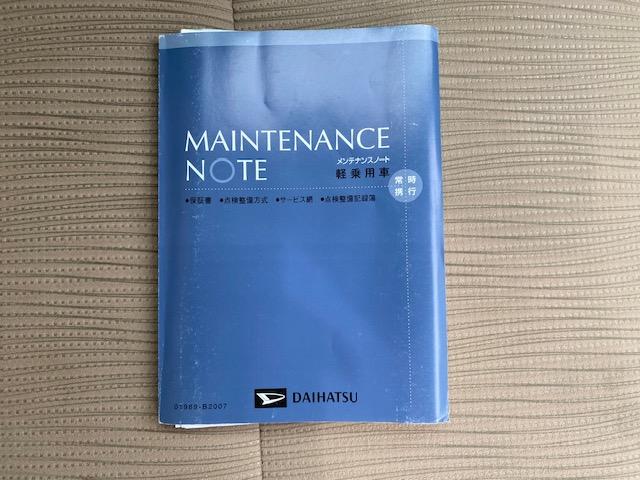 MAINTENANCE
NOTE
メンテナンスノート
軽乗用車
常時
携行
•保証書 •点検整備方式 •サービス網 •点検整備記録簿
DAIHATSU
01989-B2007